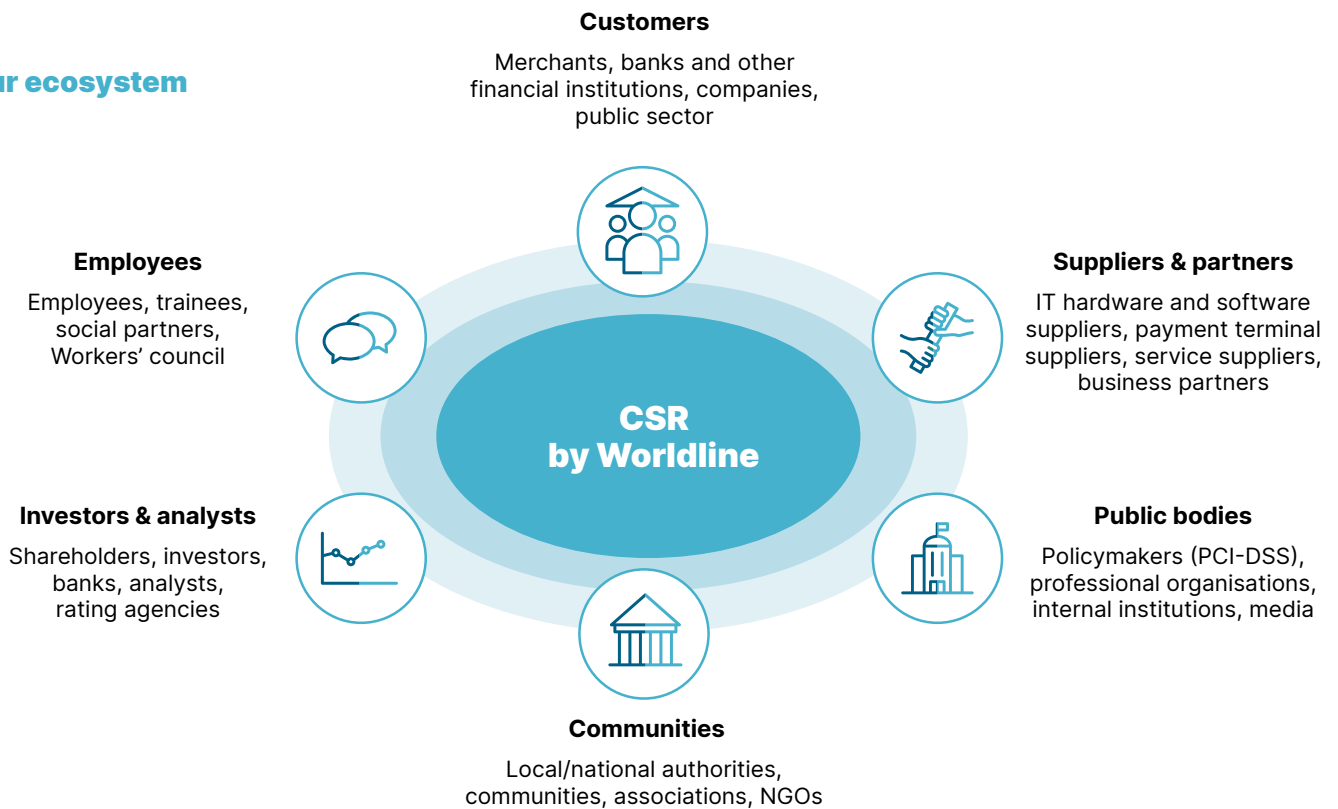 Customers
Merchants, banks and other
financial institutions, companies,
public sector
ecosystem
Employees
Employees, trainees,
social partners,
Workers’ council
Suppliers & partners
IT hardware and software
suppliers, payment terminal
suppliers, service suppliers,
business partners
CSR
by Worldline
Investors & analysts
Shareholders, investors,
banks, analysts,
rating agencies
Public bodies
Policymakers (PCI-DSS),
professional organisations,
internal institutions, media
Communities
Local/national authorities,
communities, associations, NGOs